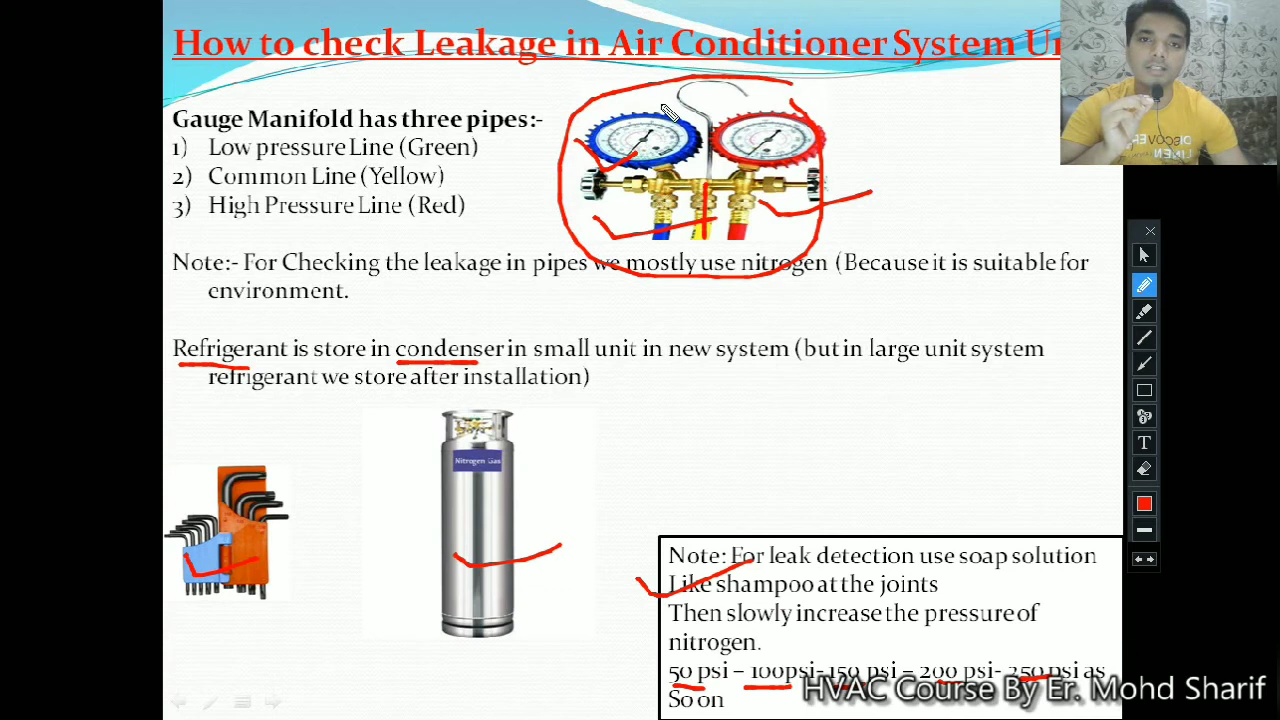 How to check Leakage in Air Conditioner System Un
Gauge Manifold has three pipes:-
1) Low pressure Line (Green)
2) Common Line (Yellow)
3) High Pressure Line (Red)
Note:- For Checking the leakage in pipes we mostly use nitrogen (Because it is suitable for
environment.
Refrigerant is store in condenser in small unit in new system (but in large unit system
refrigerant we store after installation)
Nitrogen Gas
Note: For leak detection use soap solution
Like shampoo at the joints
Then slowly increase the pressure of
nitrogen.
50 psi – 100psi- 150 psi – 200 psi- 250 psi as
So on
HVAC Course By Er. Mohd Sharif
DISCOVER
LINEN